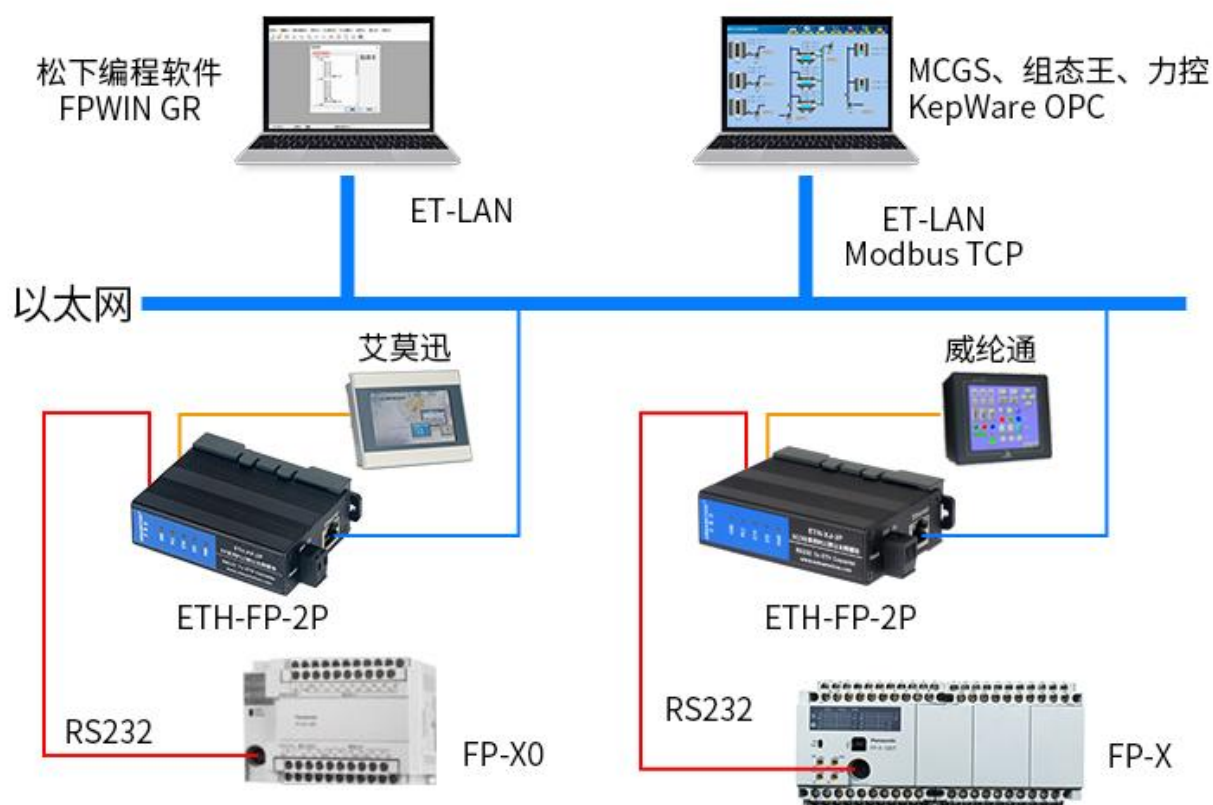 松下编程软件
FPWIN GR
MCGS、组态王、力控
KepWare OPC
ET-LAN
ET-LAN
Modbus TCP
以太网
艾莫迅
威纶通
ETH-FP-2P
ETH-FP-2P
RS232
FP-X0
RS232
FP-X